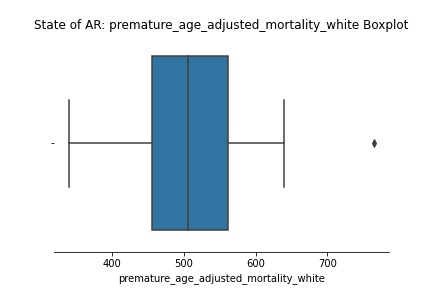 State of AR: premature_age_adjusted_mortality_white Boxplot
-
400 500 600 700
premature_age_adjusted_mortality_white